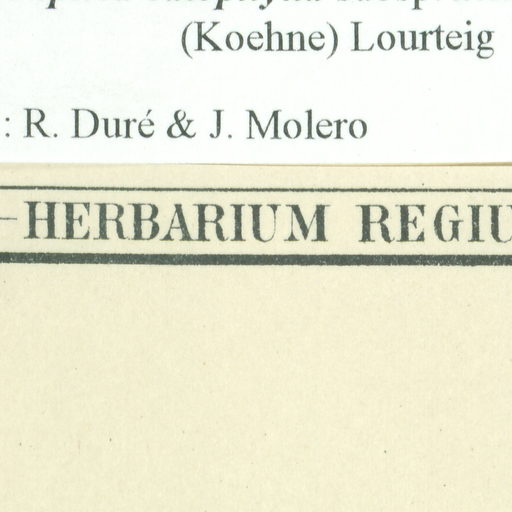 (Koehne) Lourteig
: R. Duré & J. Molero
HERBARIUM REGIU